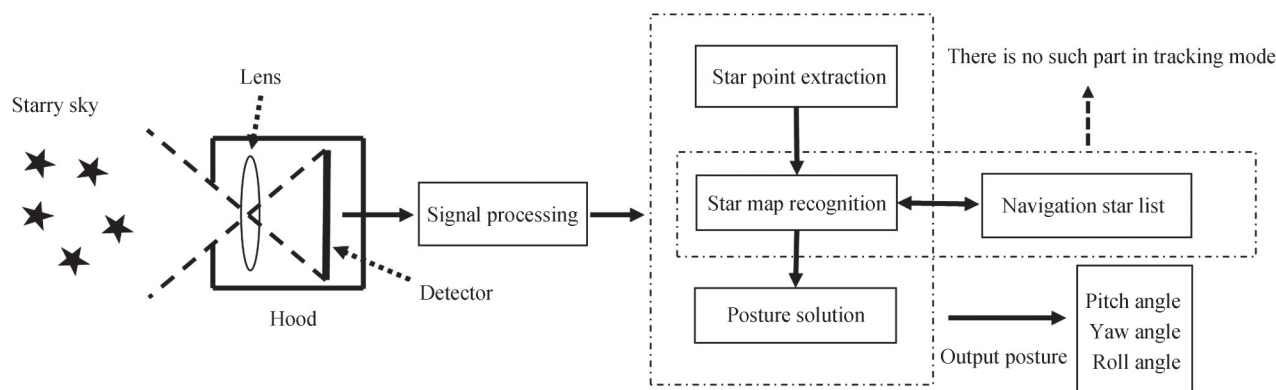 Starry sky
Lens
Hood
Detector
Signal processing
Star point extraction
Star map recognition
Posture solution
There is no such part in tracking mode
Navigation star list
Output posture
Pitch angle
Yaw angle
Roll angle